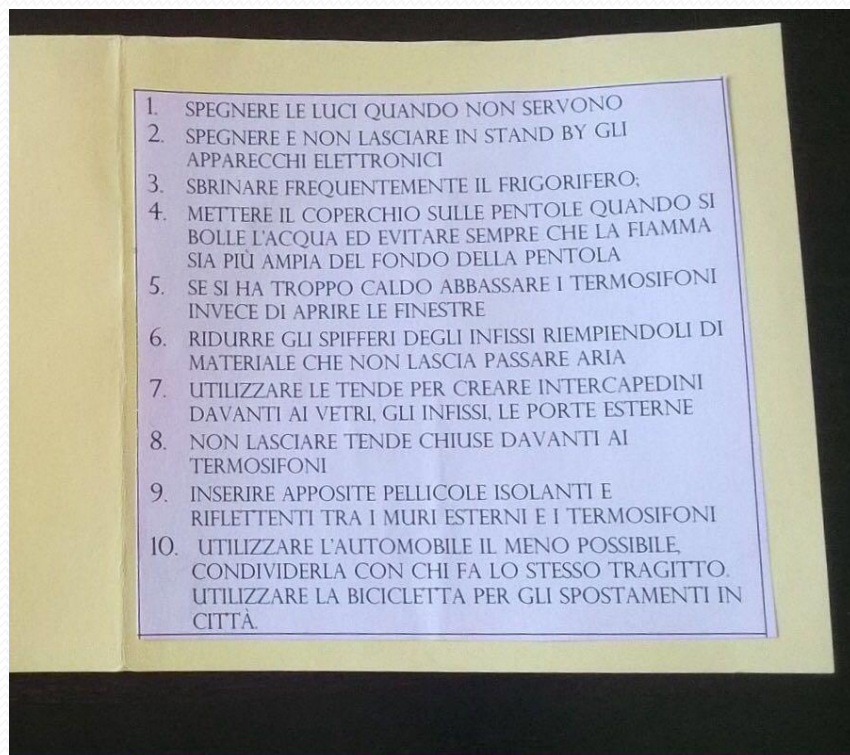 1. SPEGNERE LE LUCI QUANDO NON SERVONO
2. SPEGNERE E NON LASCIARE IN STAND BY GLI
APPARECCHI ELETTRONICI
3. SBRINARE FREQUENTEMENTE IL FRIGORIFERO;
4. METTERE IL COPERCHIO SULLE PENTOLE QUANDO SI
BOLLE L'ACQUA ED EVITARE SEMPRE CHE LA FIAMMA
SIA PIÙ AMPIA DEL FONDO DELLA PENTOLA
5. SE SI HA TROPPO CALDO ABBASSARE I TERMOSIFONI
INVECE DI APRIRE LE FINESTRE
6. RIDURRE GLI SPIFFERI DEGLI INFISSI RIEMPIENDOLI DI
MATERIALE CHE NON LASCIA PASSARE ARIA
7. UTILIZZARE LE TENDE PER CREARE INTERCAPEDINI
DAVANTI AI VETRI, GLI INFISSI, LE PORTE ESTERNE
8. NON LASCIARE TENDE CHIUSE DAVANTI AI
TERMOSIFONI
9. INSERIRE APPOSITE PELLICOLE ISOLANTI E
RIFLETTENTI TRA I MURI ESTERNI E I TERMOSIFONI
10. UTILIZZARE L'AUTOMOBILE IL MENO POSSIBILE,
CONDIVIDERLA CON CHI FA LO STESSO TRAGITTO.
UTILIZZARE LA BICICLETTA PER GLI SPOSTAMENTI IN
CITTÀ.